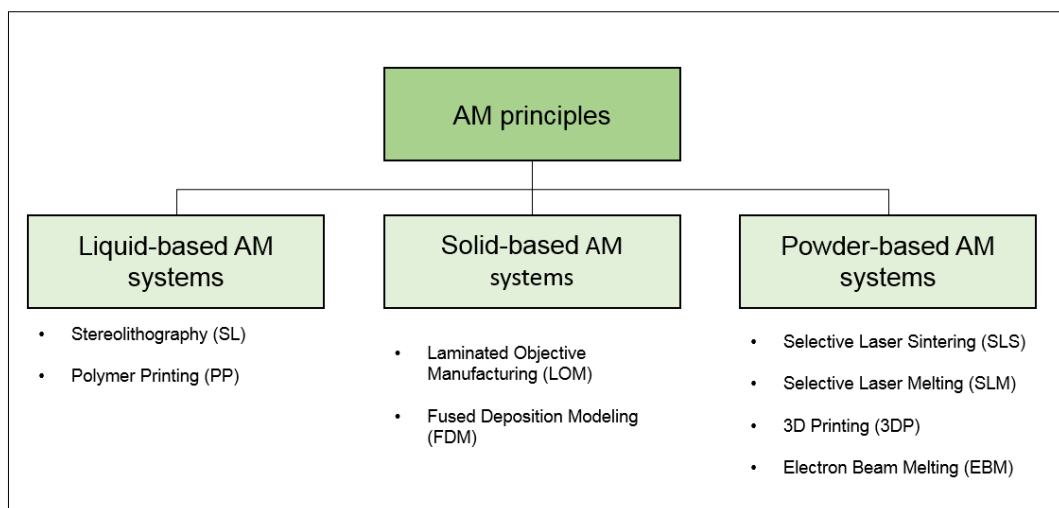 AM principles
Liquid-based AM
systems
• Stereolithography (SL)
• Polymer Printing (PP)
Solid-based AM
systems
• Laminated Objective
Manufacturing (LOM)
• Fused Deposition Modeling
(FDM)
Powder-based AM
systems
• Selective Laser Sintering (SLS)
• Selective Laser Melting (SLM)
• 3D Printing (3DP)
• Electron Beam Melting (EBM)